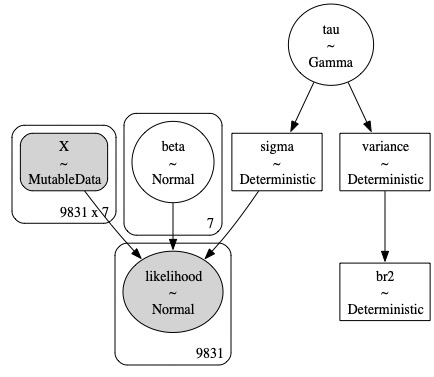 tau
~
Gamma
X
~
MutableData
9831 x 7
beta
~
Normal
7
sigma
~
Deterministic
variance
~
Deterministic
likelihood
~
Normal
9831
br2
~
Deterministic